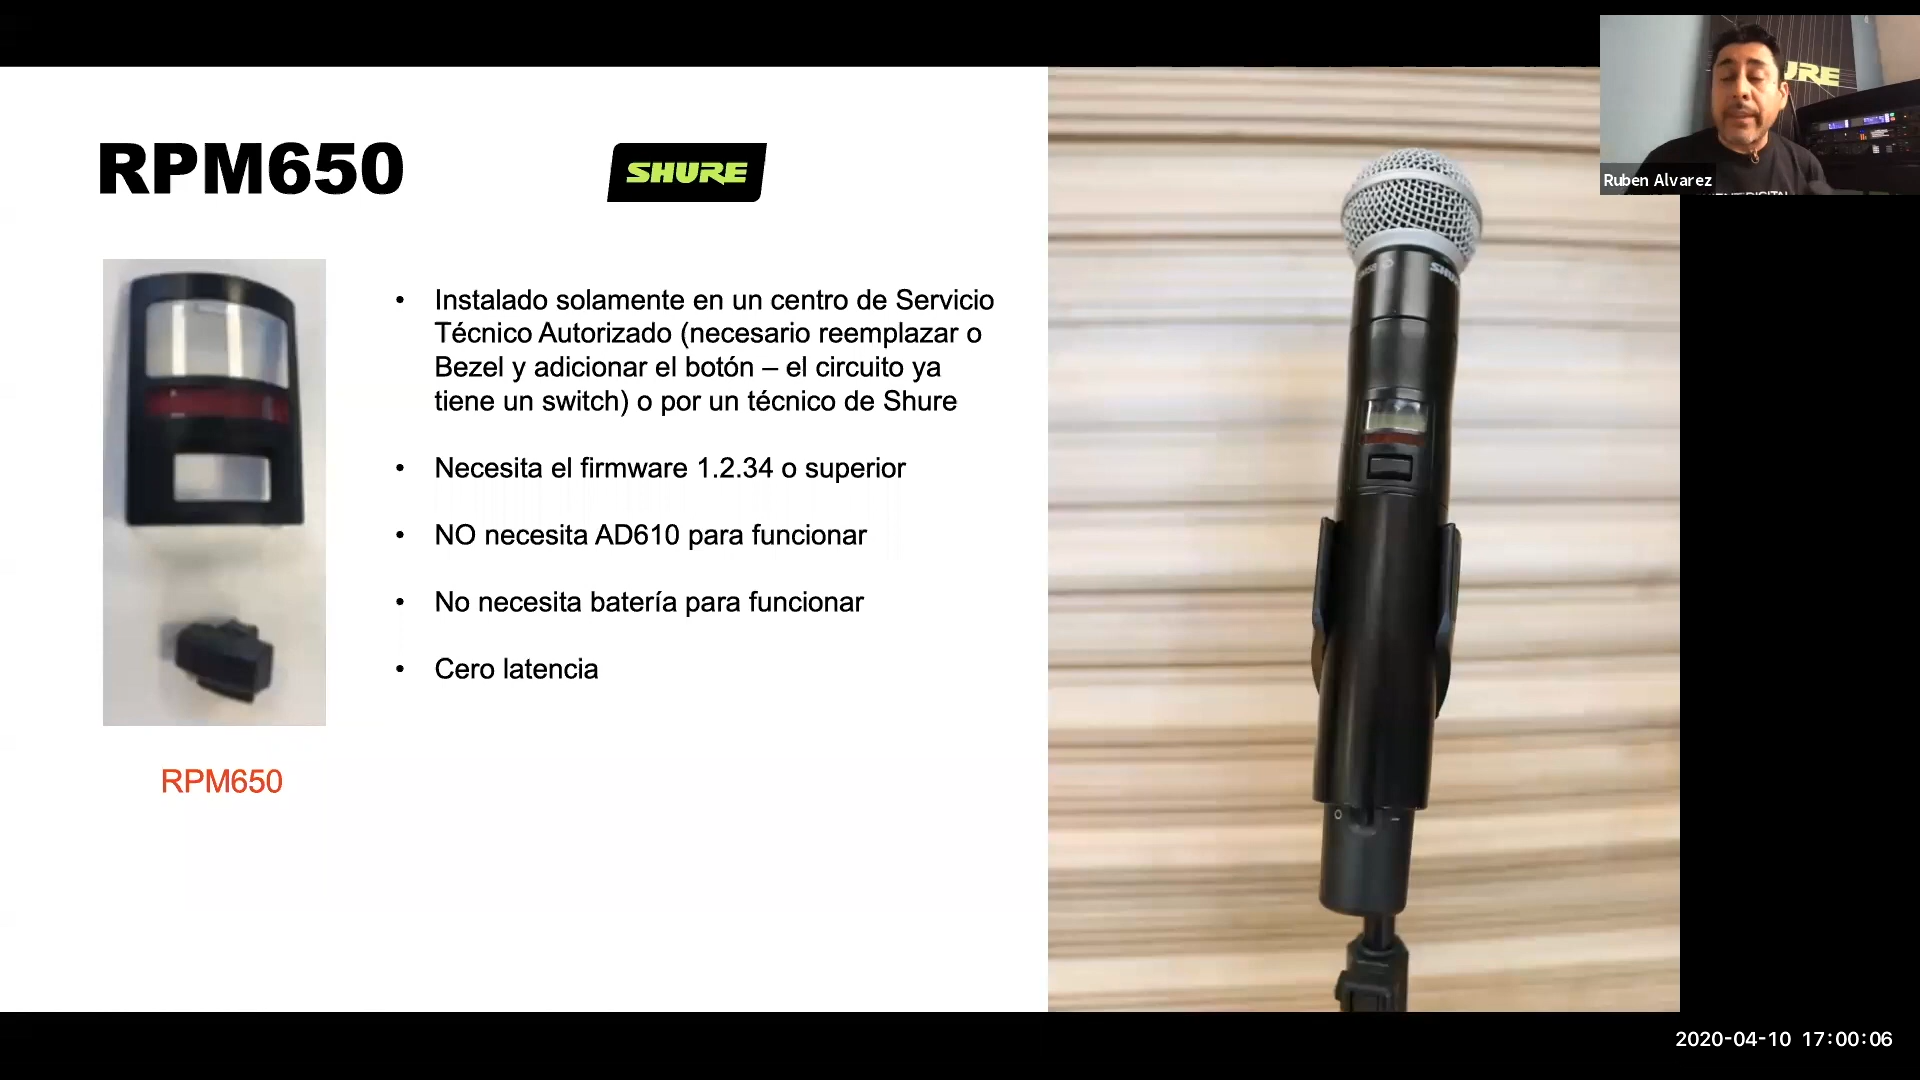 RPM650
SHURE
Instalado solamente en un centro de Servicio
Técnico Autorizado (necesario reemplazar o
Bezel y adicionar el botón – el circuito ya
tiene un switch) o por un técnico de Shure
Necesita el firmware 1.2.34 o superior
NO necesita AD610 para funcionar
No necesita batería para funcionar
Cero latencia
RPM650
Ruben Alvarez
2020-04-10 17:00:06